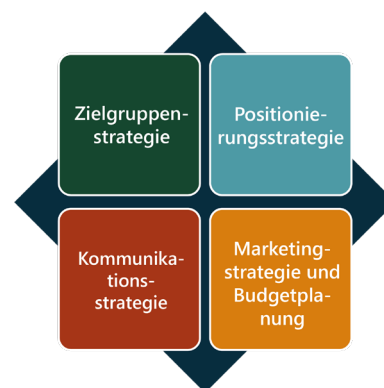 Zielgruppen-
strategie
Positionie-
rungsstrategie
Kommunika-
tions-
strategie
Marketing-
strategie und
Budgetpla-
nung